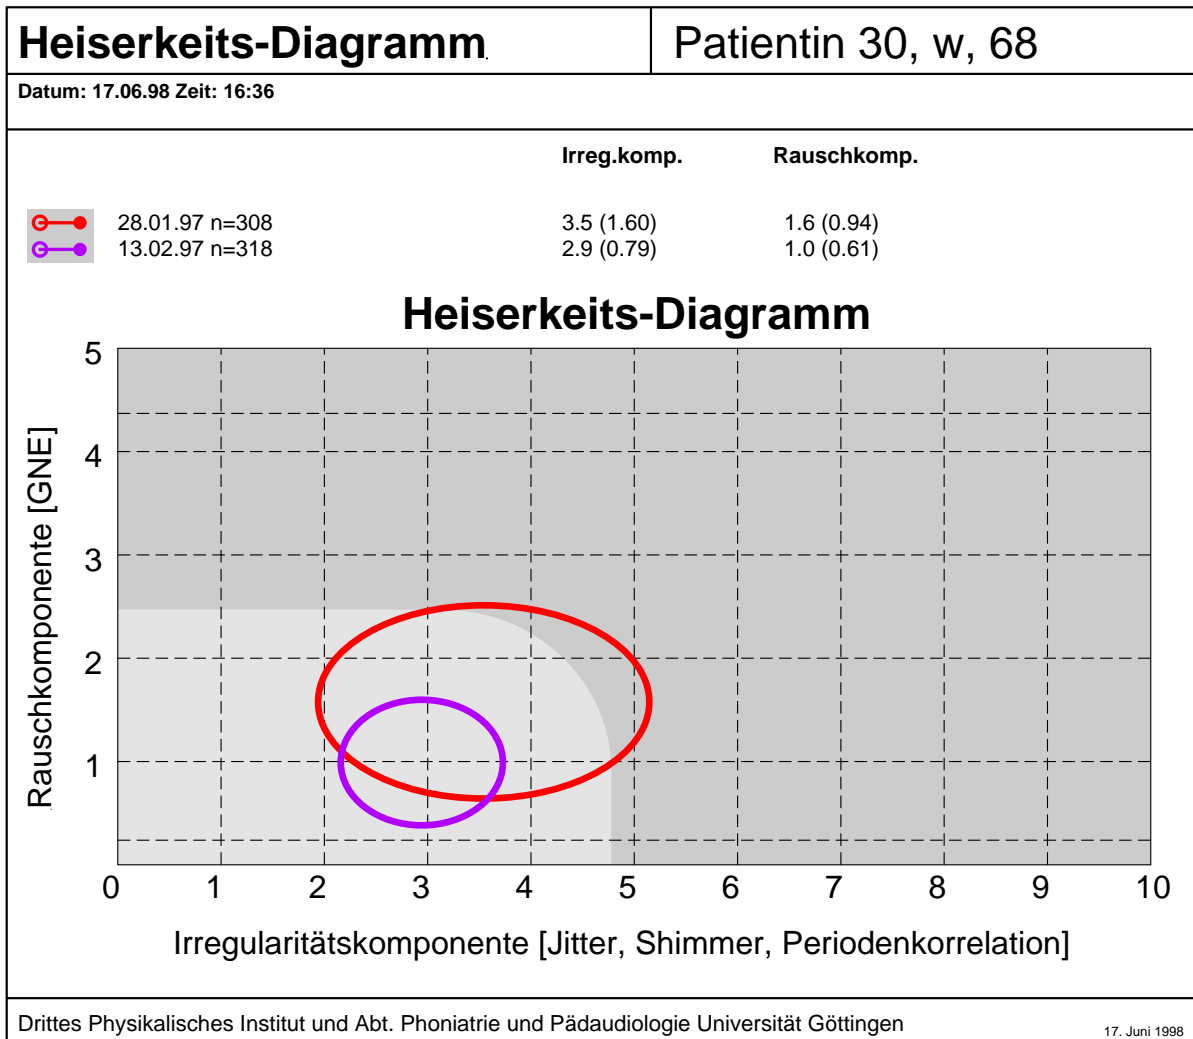 Heiserkeits-Diagramm.
Patientin 30, w, 68
Datum: 17.06.98 Zeit: 16:36
Irreg.komp. Rauschkomp.
28.01.97 n=308 3.5 (1.60) 1.6 (0.94)
13.02.97 n=318 2.9 (0.79) 1.0 (0.61)
Heiserkeits-Diagramm
5
4
3
2
1
Rauschkomponente [GNE]
0 1 2 3 4 5 6 7 8 9 10
Irregularitätskomponente [Jitter, Shimmer, Periodenkorrelation]
Drittes Physikalisches Institut und Abt. Phoniatrie und Pädaudiologie Universität Göttingen
17. Juni 1998